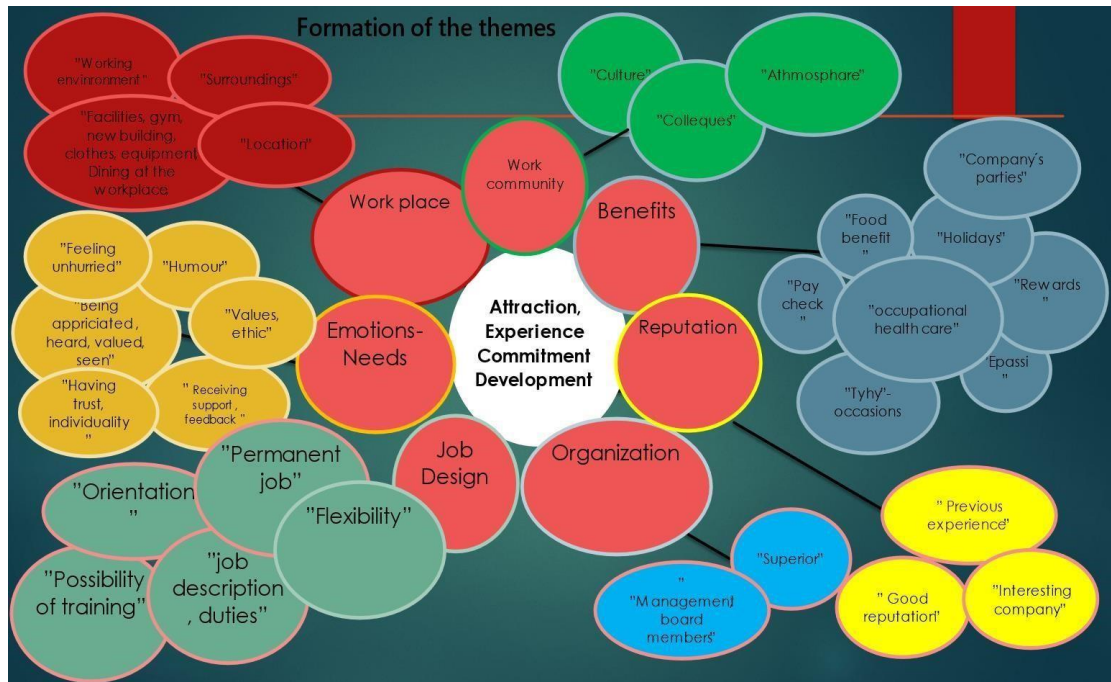 Formation of the themes
"Working
envinronment"
"Surroundings"
"Facilities, gym,
new building,
clothes, equipment,
Dining at the
workplace
"Location"
Work place
"Culture"
"Colleques"
"Athmosphare"
Work
community
Benefits
"Company´s
parties"
"Food
benefit
"
"Holidays"
"Pay
check
"
"occupational
health care"
"Rewards
"
"Epassi
"
"Tyhy"-
occasions
"Feeling
unhurried"
"Humour"
"Being
appriciated,
heard, valued,
seen"
"Values,
ethic"
"Having
trust,
individuality
"
" Receiving
support,
feedback "
Emotions-
Needs
Attraction,
Experience
Commitment
Development
Reputation
Job
Design
Organization
"Orientation
"
"Permanent
job"
"Flexibility"
"Possibility
of training"
"job
description
, duties"
"Superior"
"
"Management,
board
members"
" Previous
experience"
" Good
reputation!"
"Interesting
company"